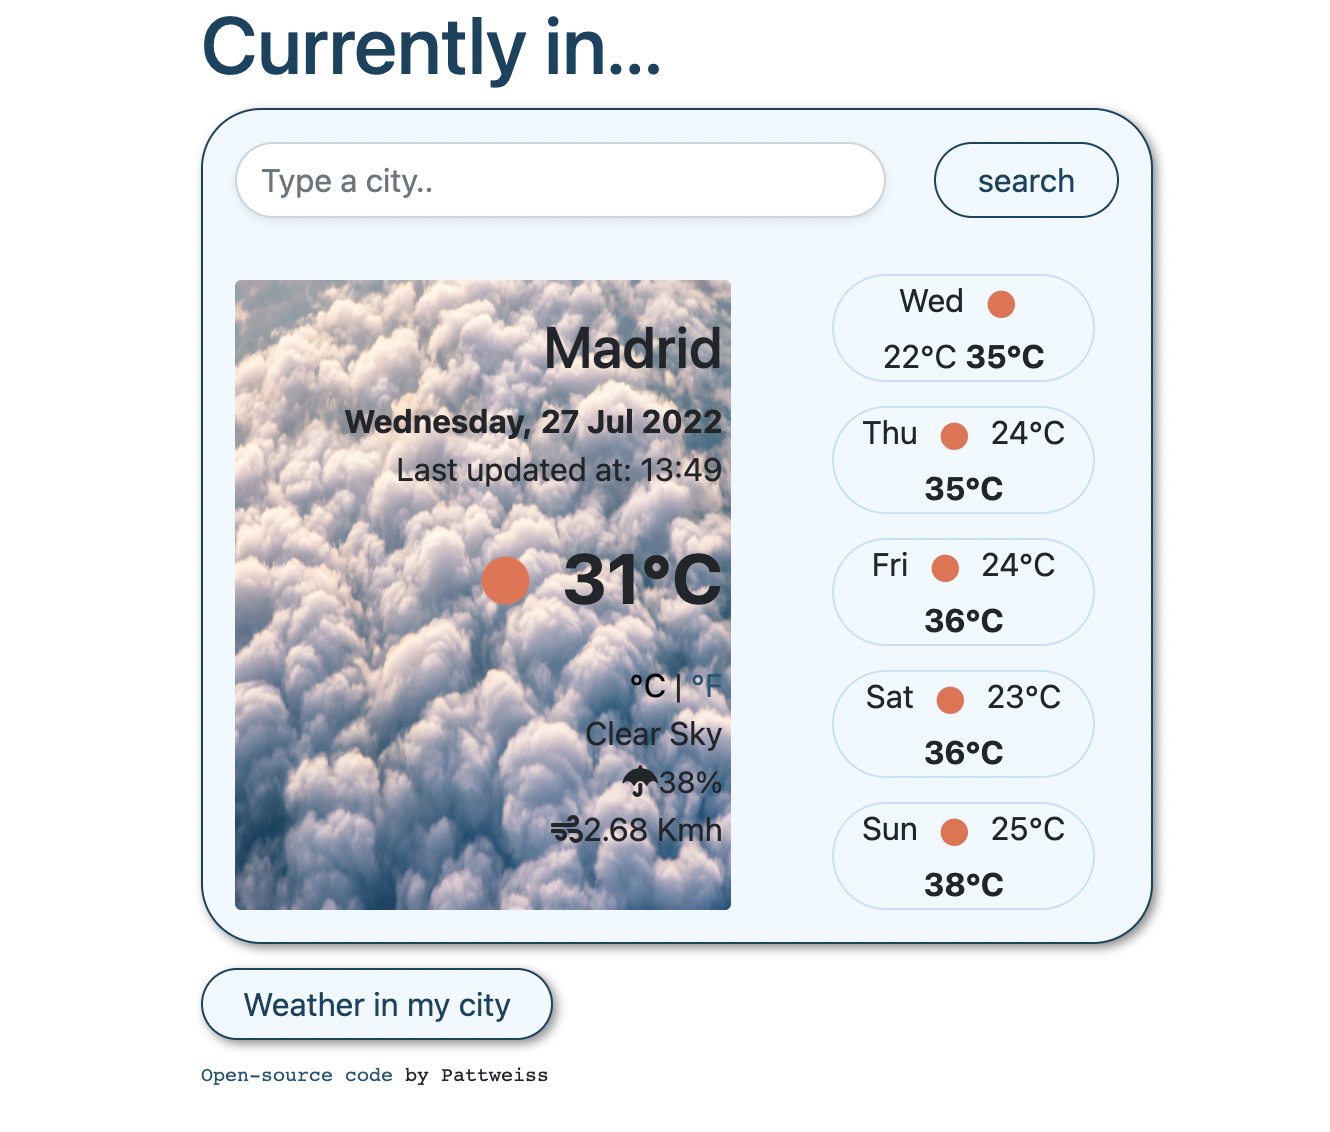 Currently in...
Type a city..
search
Madrid
Wednesday, 27 Jul 2022
Last updated at: 13:49
31°C
°C | °F
Clear Sky
38%
2.68 Kmh
Wed
22°C 35°C
Thu 24°C
35°C
Fri 24°C
36°C
Sat 23°C
36°C
Sun 25°C
38°C
Weather in my city
Open-source code by Pattweiss